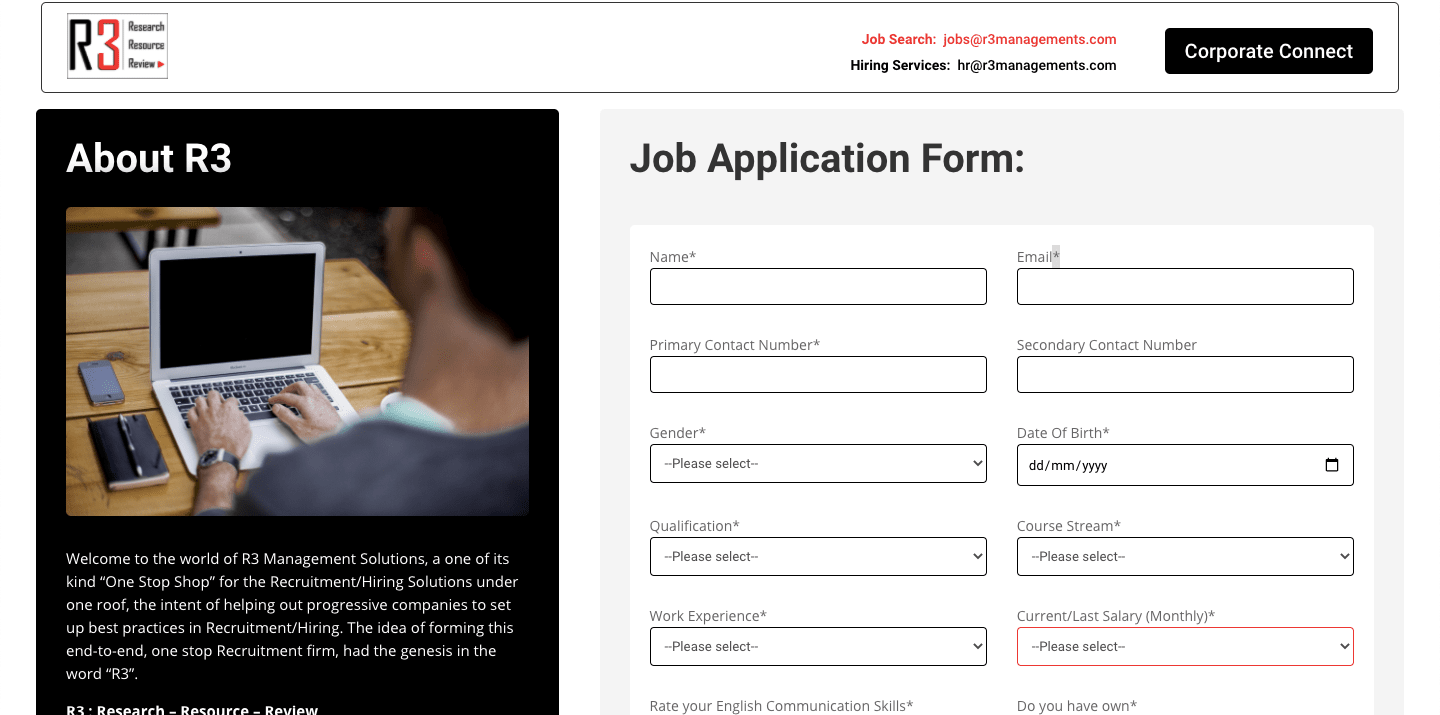 R3
Research
Resource
Review
Job Search: jobs@r3managements.com
Hiring Services: hr@r3managements.com
Corporate Connect
About R3
Welcome to the world of R3 Management Solutions, a one of its
kind “One Stop Shop” for the Recruitment/Hiring Solutions under
one roof, the intent of helping out progressive companies to set
up best practices in Recruitment/Hiring. The idea of forming this
end-to-end, one stop Recruitment firm, had the genesis in the
word “R3”.
R3 : Research – Resource – Review
Job Application Form:
Name*
Email*
Primary Contact Number*
Secondary Contact Number
Gender*
--Please select--
Date Of Birth*
dd/mm/yyyy
Qualification*
--Please select--
Course Stream*
--Please select--
Work Experience*
--Please select--
Current/Last Salary (Monthly)*
--Please select--
Rate your English Communication Skills*
Do you have own*